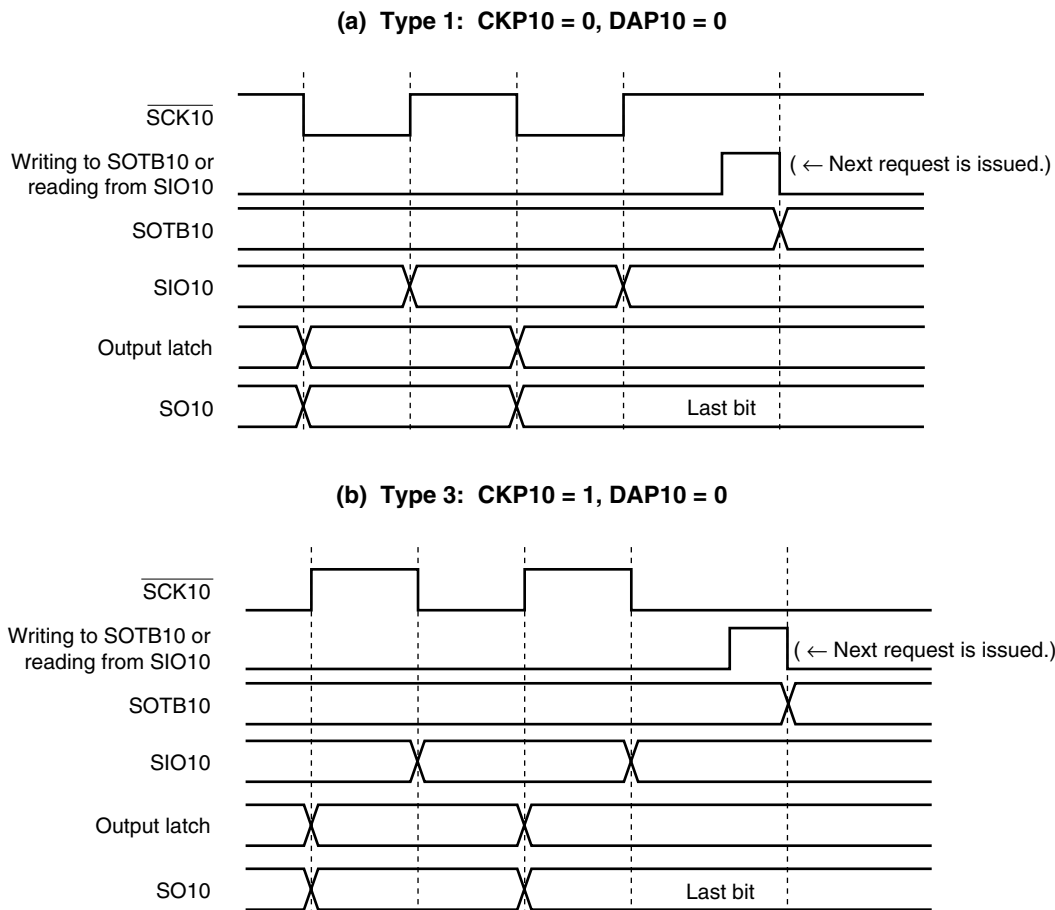 (a) Type 1: CKP10 = 0, DAP10 = 0
SCK10
Writing to SOTB10 or
reading from SIO10
( ← Next request is issued.)
SOTB10
SIO10
Output latch
SO10
Last bit
(b) Type 3: CKP10 = 1, DAP10 = 0
SCK10
Writing to SOTB10 or
reading from SIO10
( ← Next request is issued.)
SOTB10
SIO10
Output latch
SO10
Last bit